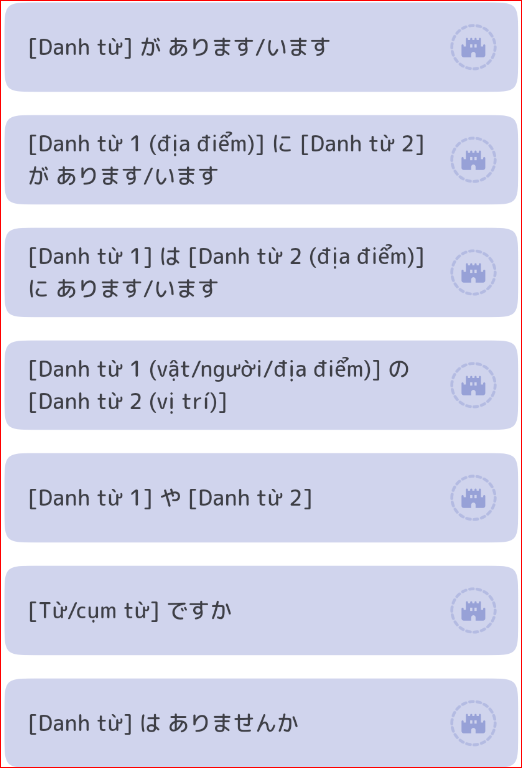 [Danh từ] が あります/います
[Danh từ 1 (địa điểm)] に [Danh từ 2]
が あります/います
[Danh từ 1] は [Danh từ 2 (địa điểm)]
に あります/います
[Danh từ 1 (vật/người/địa điểm)] の
[Danh từ 2 (vị trí)]
[Danh từ 1] や [Danh từ 2]
[Từ/cụm từ] ですか
[Danh từ] は ありませんか